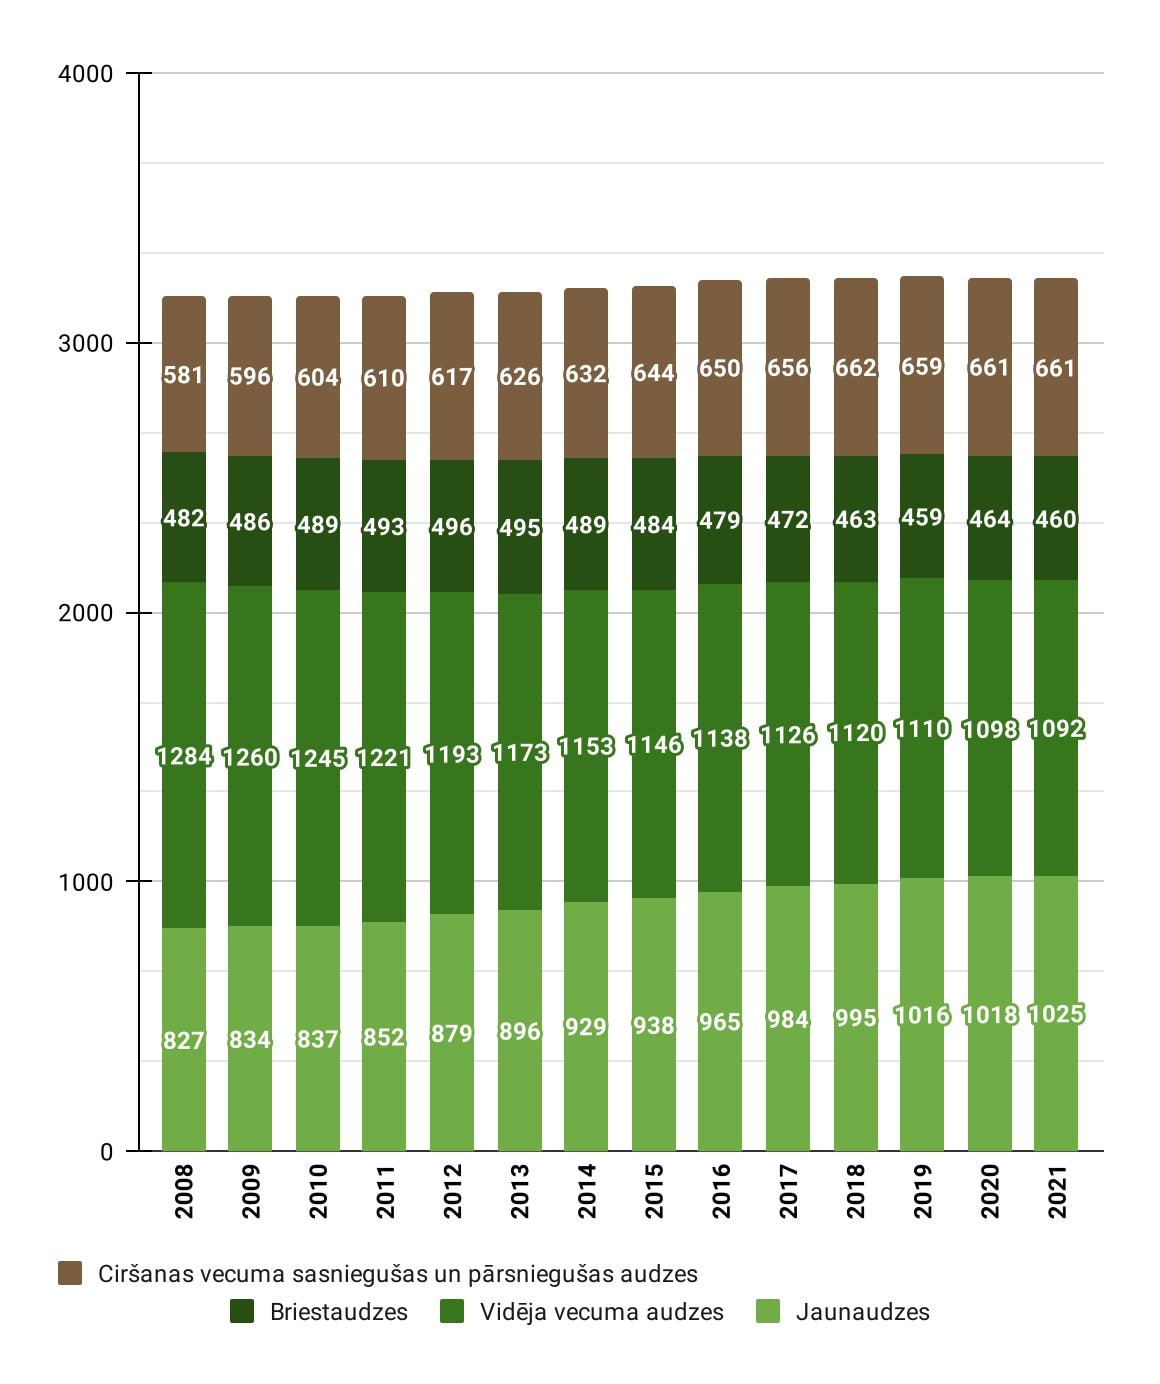 4000
3000
581 596 604 610 617 626 632 644 650 656 662 659 661 661
482 486 489 493 496 495 489 484 479 472 463 459 464 460
2000
1284 1260 1245 1221 1193 1173 1153 1146 1138 1126 1120 1110 1098 1092
1000
827 834 837 852 879 896 929 938 965 984 995 1016 1018 1025
0
2008 2009 2010 2011 2012 2013 2014 2015 2016 2017 2018 2019 2020 2021
Ciršanas vecuma sasniegušas un pārsniegušas audzes
Briestaudzes Vidēja vecuma audzes Jaunaudzes